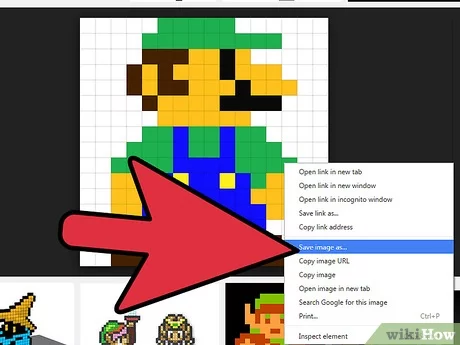 Open link in new tab
Open link in new window
Open link in incognito window
Save link as...
Copy link address
Save image as...
Copy image URL
Copy image
Open image in new tab
Search Google for this image
Print... Ctrl+P
Inspect element
wikiHow